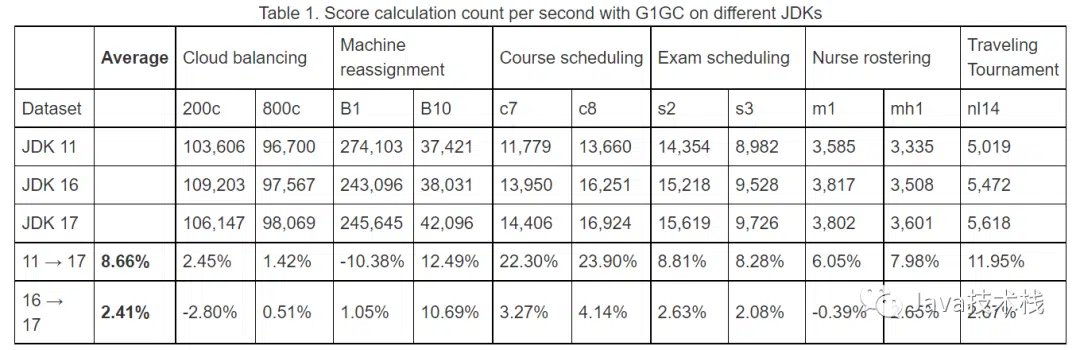 Table 1. Score calculation count per second with G1GC on different JDKs
Average Cloud balancing Machine reassignment Course scheduling Exam scheduling Nurse rostering Traveling Tournament
Dataset 200c 800c B1 B10 c7 c8 s2 s3 m1 mh1 nl14
JDK 11 103,606 96,700 274,103 37,421 11,779 13,660 14,354 8,982 3,585 3,335 5,019
JDK 16 109,203 97,567 243,096 38,031 13,950 16,251 15,218 9,528 3,817 3,508 5,472
JDK 17 106,147 98,069 245,645 42,096 14,406 16,924 15,619 9,726 3,802 3,601 5,618
11 → 17 8.66% 2.45% 1.42% -10.38% 12.49% 22.30% 23.90% 8.81% 8.28% 6.05% 7.98% 11.95%
16 → 17 2.41% -2.80% 0.51% 1.05% 10.69% 3.27% 4.14% 2.63% 2.08% -0.39% 2.65% 2.67%
Java技术栈